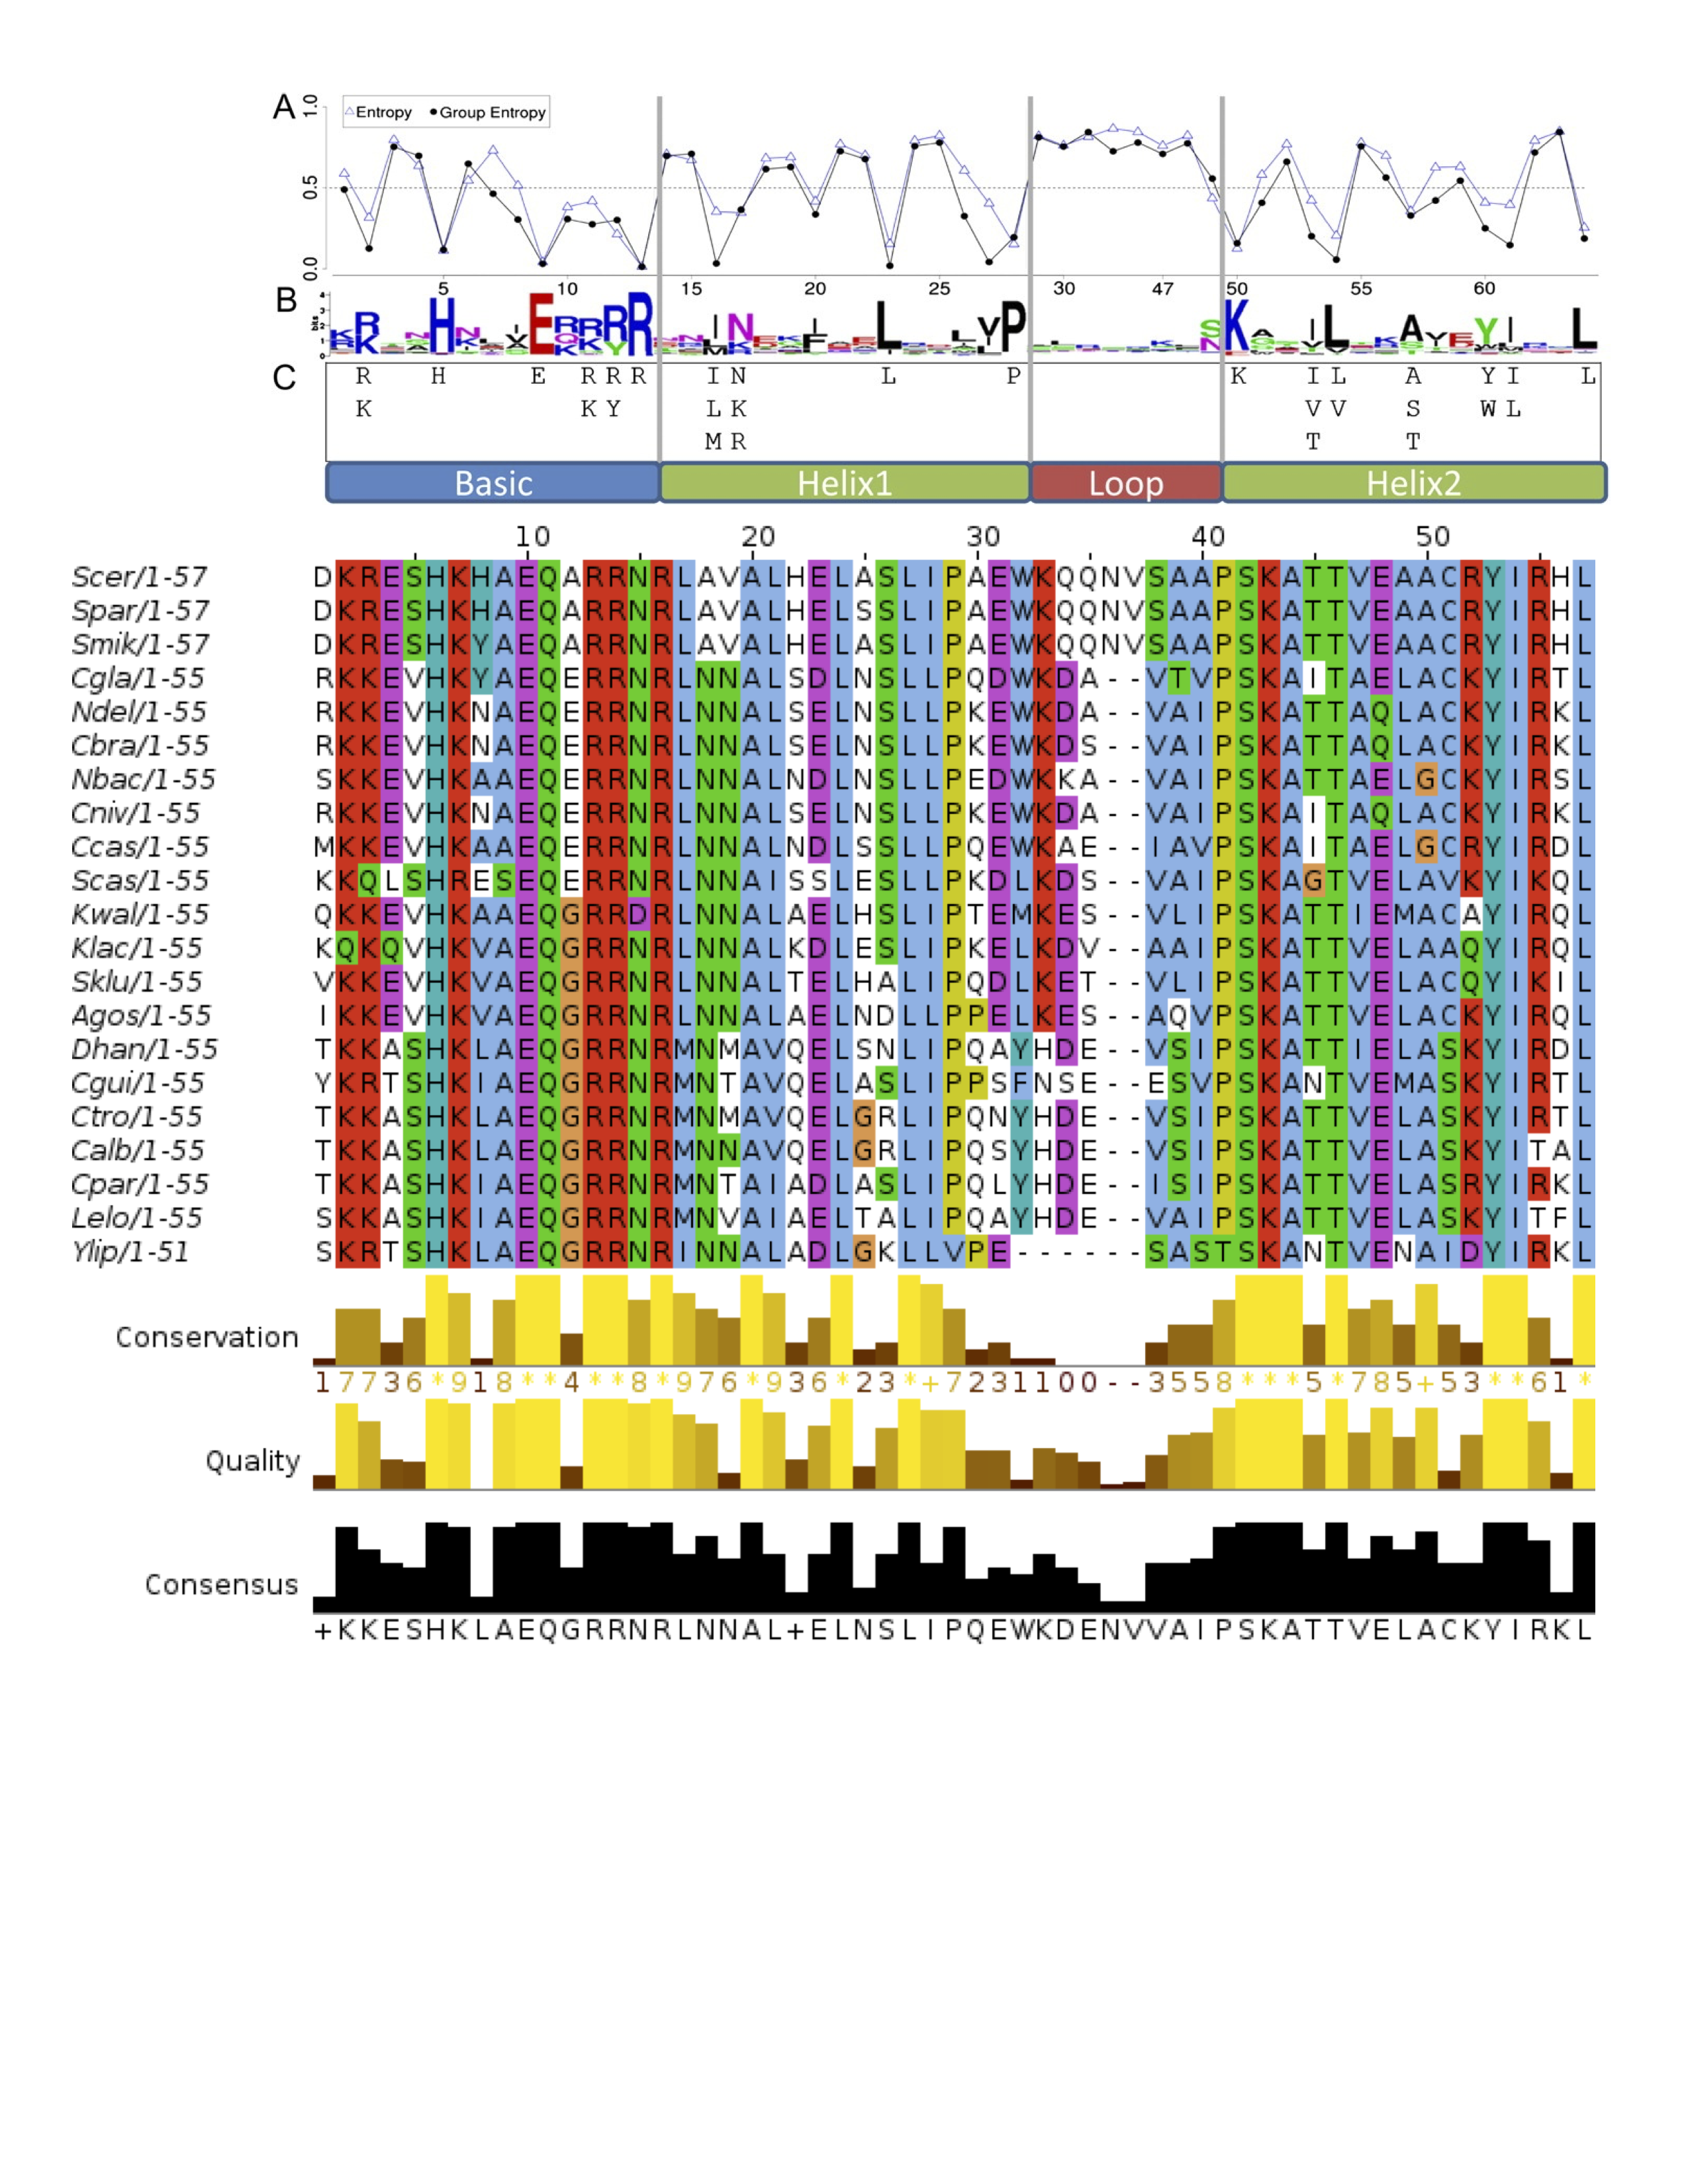 A
1.0
0.5
0.0
Entropy Group Entropy
5 10 15 20 25 30 47 50 55 60
B
C
R H E R R R I N L P K I L A Y I L
K K Y L K V V S W L
M R T T
Basic Helix1 Loop Helix2
10 20 30 40 50
Scer/1-57 DKRESHKHAEQARRNRLAVALHELASLIPAEWKQQNVSAAPSKATTVEAACRYIRHL
Spar/1-57 DKRESHKHAEQARRNRLAVALHELSSLIPAEWKQQNVSAAPSKATTVEAACRYIRHL
Smik/1-57 DKRESHKYAEQARRNRLAVALHELASLIPAEWKQQNVSAAPSKATTVEAACRYIRHL
Cgla/1-55 RKKEVHKYAEQERRNRLNNALSDLNSLLPQDWKDA--VTVPSKAITAELACKYIRTL
Ndel/1-55 RKKEVHKNAEQERRNRLNNALSELNSLLPKEWKDA--VAIPSKATTAQLACKYIRKL
Cbra/1-55 RKKEVHKNAEQERRNRLNNALSELNSLLPKEWKDS--VAIPSKATTAQLACKYIRKL
Nbac/1-55 SKKEVHKAAEQERRNRLNNALNDLNSLLPEDWKKA--VAIPSKATTAELGCKYIRSL
Cniv/1-55 RKKEVHKNAEQERRNRLNNALSELNSLLPKEWKDA--VAIPSKAITAQLACKYIRKL
Ccas/1-55 MKKEVHKAAEQERRNRLNNALNDLSSLLPQEWKAE--IAVPSKAITAELGCRYIRDL
Scas/1-55 KKQLSHRESEQERRNRLNNAISSLESLLPKDLKDS--VAIPSKAGTVELAVKYIKQL
Kwal/1-55 QKKEVHKAAEQGRRDRLNNALAELHSLIPTEMKES--VLIPSKATTIEMACAYIRQL
Klac/1-55 KQKQVHKVAEQGRRNRLNNALKDLESLIPKELKDV--AAIPSKATTVELAAQYIRQL
Sklu/1-55 VKKEVHKVAEQGRRNRLNNALTELHALIPQDLKET--VLIPSKATTVELACQYIKIL
Agos/1-55 IKKEVHKVAEQGRRNRLNNALAELNDLLPPELKES--AQVPSKATTVELACKYIRQL
Dhan/1-55 TKKASHKLAEQGRRNRMNMAVQELSNLIPQAYHDE--VSIPSKATTIELASKYIRDL
Cgui/1-55 YKRTSHKIAEQGRRNRMNTAVQELASLIPPSFNSE--ESVPSKANTVEMASKYIRTL
Ctro/1-55 TKKASHKLAEQGRRNRMNMAVQELGRLIPQNYHDE--VSIPSKATTVELASKYIRTL
Calb/1-55 TKKASHKLAEQGRRNRMNNAVQELGRLIPQSYHDE--VSIPSKATTVELASKYITAL
Cpar/1-55 TKKASHKIAEQGRRNRMNTAIADLASLIPQLYHDE--ISIPSKATTVELASRYIRKL
Lelo/1-55 SKKASHKIAEQGRRNRMNVAIAELTALIPQAYHDE--VAIPSKATTVELASKYITFL
Ylip/1-51 SKRTSHKLAEQGRRNRINNALADLGKLLVPE------SASTSKANTVENAIDYIRKL
Conservation
17736*918**4**8*976*936*23*+7231100--3558***5*785+53**61*
Quality
Consensus
+KKESHKLAEQGRRNRLNNAL+ELNSLIPQEWKDENVVAIPSKATTVELACKYIRKL